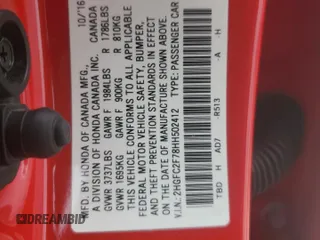 MFD. BY HONDA OF CANADA MFG., 10/16
A DIVISION OF HONDA CANADA INC. CANADA
GVWR 3737LBS GAWR F 1984LBS R 1786LBS
GVWR 1695KG GAWR F 900KG R 810KG
THIS VEHICLE CONFORMS TO ALL APPLICABLE
FEDERAL MOTOR VEHICLE SAFETY, BUMPER,
AND THEFT PREVENTION STANDARDS IN EFFECT
ON THE DATE OF MANUFACTURE SHOWN ABOVE.
V.I.N.: 2HGFC2F78HH502412 TYPE: PASSENGER CAR
TBD H AD7 R513 A H
DREAMBID